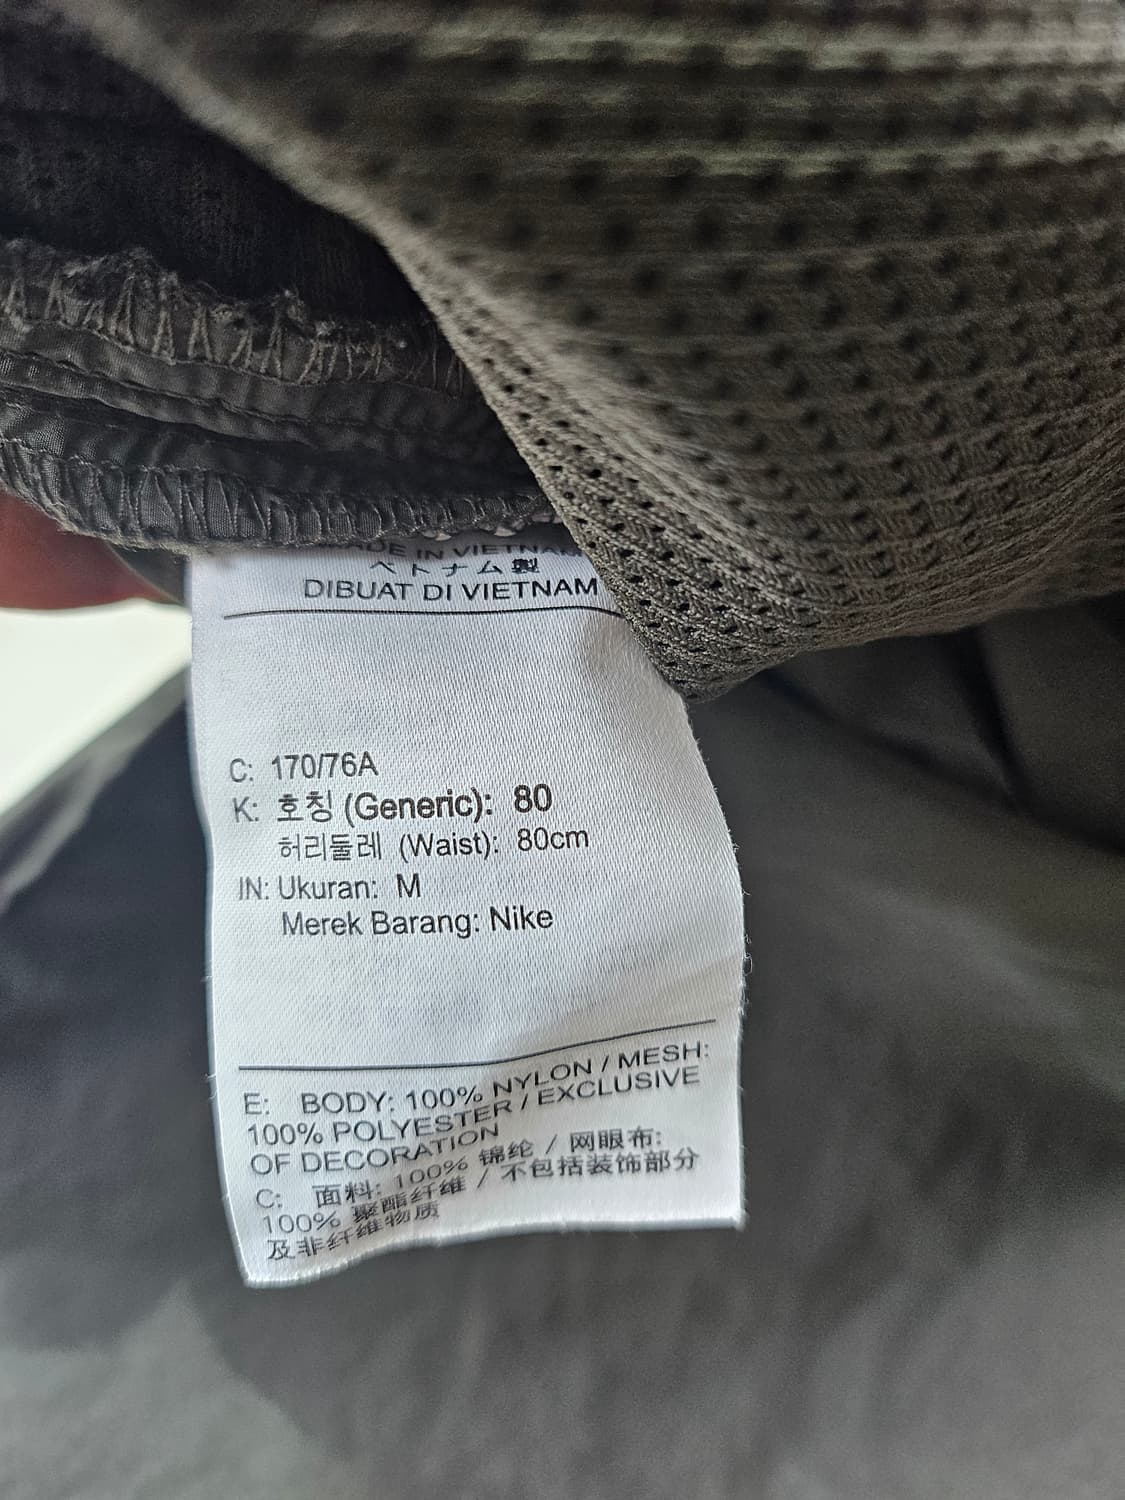 MADE IN VIETNAM
ベトナム製
DIBUAT DI VIETNAM
C: 170/76A
K: 호칭 (Generic): 80
허리둘레 (Waist): 80cm
IN: Ukuran: M
Merek Barang: Nike
E: BODY: 100% NYLON / MESH:
100% POLYESTER / EXCLUSIVE
OF DECORATION
C: 面料: 100% 锦纶 / 网眼布:
100% 聚酯纤维 / 不包括装饰部分
及非纤维物质